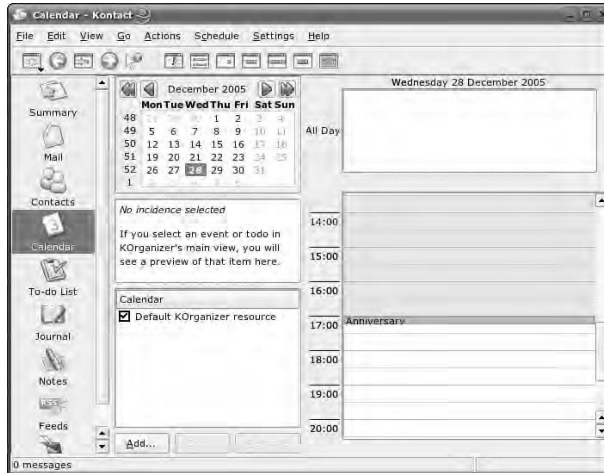 Calendar - Kontact
File Edit View Go Actions Schedule Settings Help
Summary
Mail
Contacts
Calendar
To-do List
Journal
Notes
Feeds
December 2005
Mon Tue Wed Thu Fri Sat Sun
48 1 2 3 4
49 5 6 7 8 9 10 11
50 12 13 14 15 16 17 18
51 19 20 21 22 23 24 25
52 26 27 28 29 30 31
1
No incidence selected
If you select an event or todo in
KOrganizer's main view, you will
see a preview of that item here.
Calendar
Default KOrganizer resource
Add...
Wednesday 28 December 2005
All Day
14:00
15:00
16:00
17:00 Anniversary
18:00
19:00
20:00
0 messages